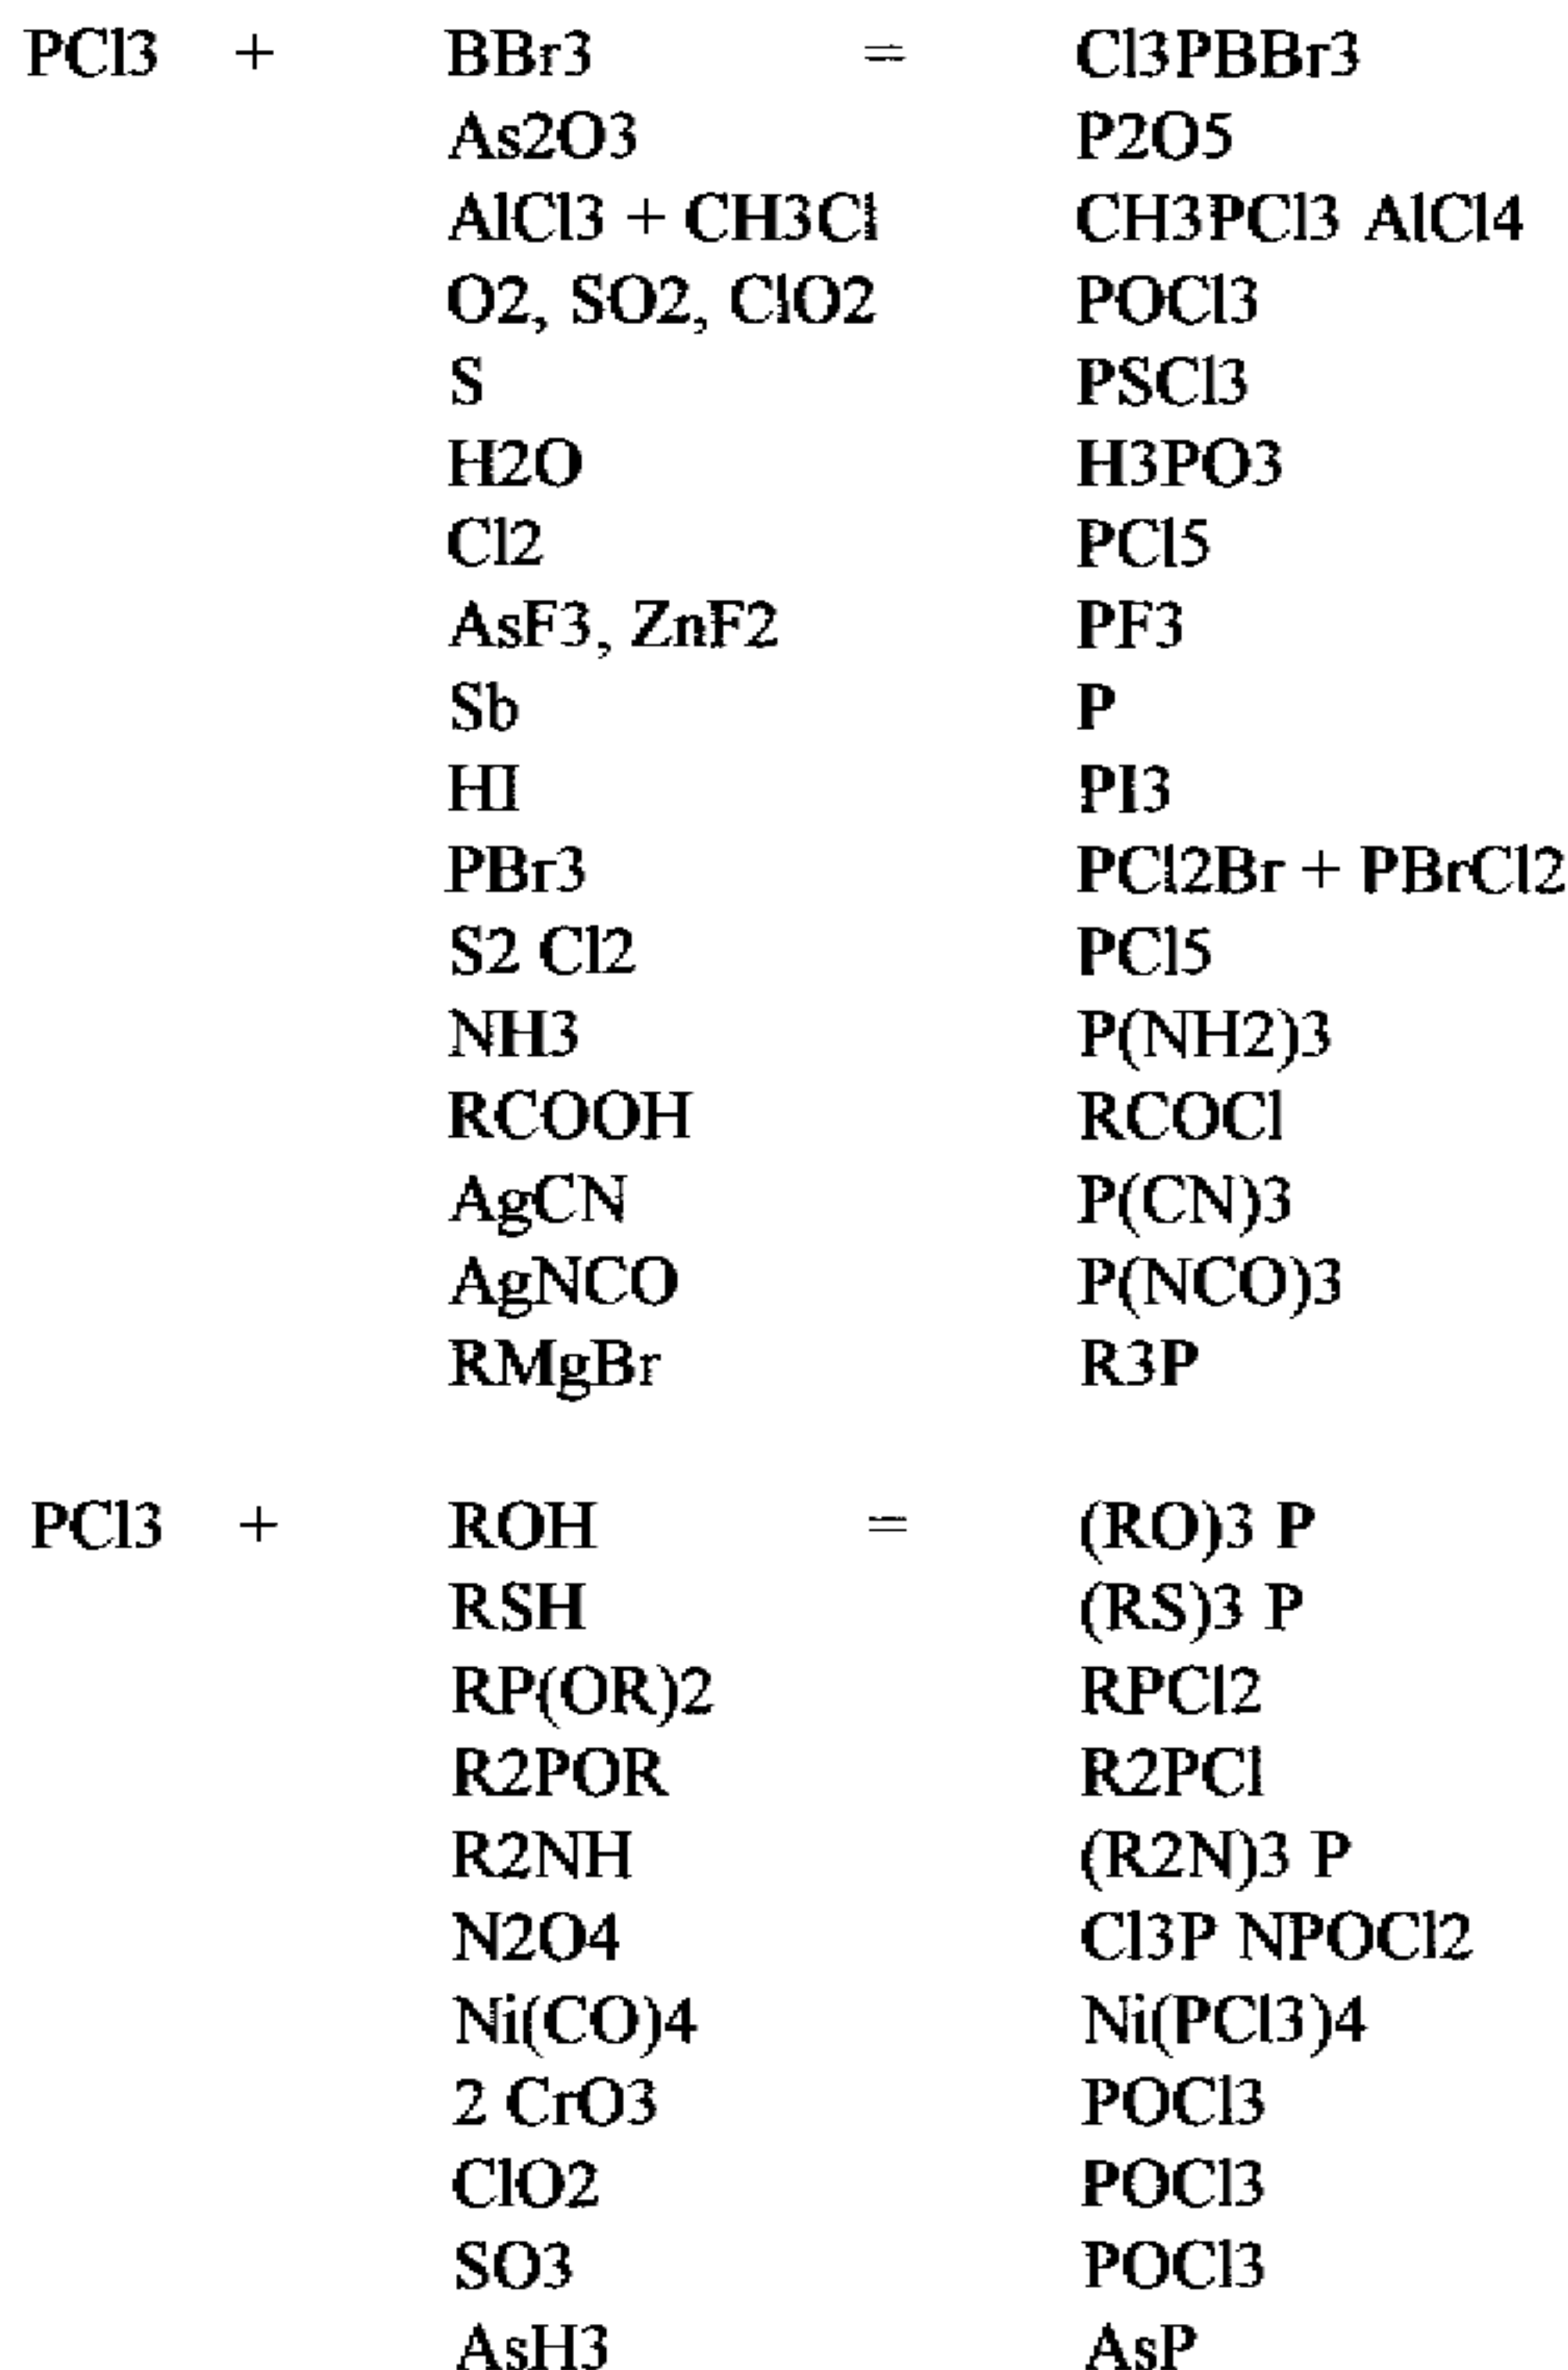 PCl3 + BBr3 = Cl3PBBr3
As2O3 P2O5
AlCl3 + CH3Cl CH3PCl3 AlCl4
O2, SO2, ClO2 POCl3
S PSCl3
H2O H3PO3
Cl2 PCl5
AsF3, ZnF2 PF3
Sb P
HI PI3
PBr3 PCl2Br + PBrCl2
S2 Cl2 PCl5
NH3 P(NH2)3
RCOOH RCOCl
AgCN P(CN)3
AgNCO P(NCO)3
RMgBr R3P
PCl3 + ROH = (RO)3 P
RSH (RS)3 P
RP(OR)2 RPCl2
R2POR R2PCl
R2NH (R2N)3 P
N2O4 Cl3P NPOCl2
Ni(CO)4 Ni(PCl3)4
2 CrO3 POCl3
ClO2 POCl3
SO3 POCl3
AsH3 AsP